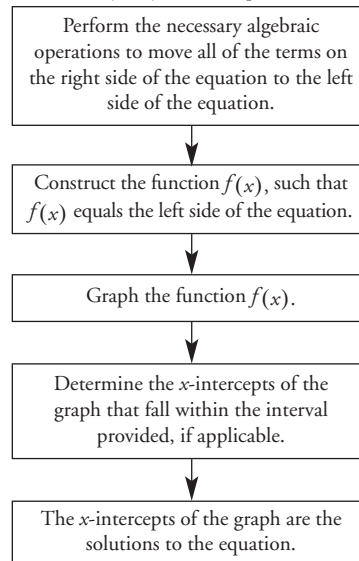 Perform the necessary algebraic
operations to move all of the terms on
the right side of the equation to the left
side of the equation.
Construct the function f(x), such that
f(x) equals the left side of the equation.
Graph the function f(x).
Determine the x-intercepts of the
graph that fall within the interval
provided, if applicable.
The x-intercepts of the graph are the
solutions to the equation.